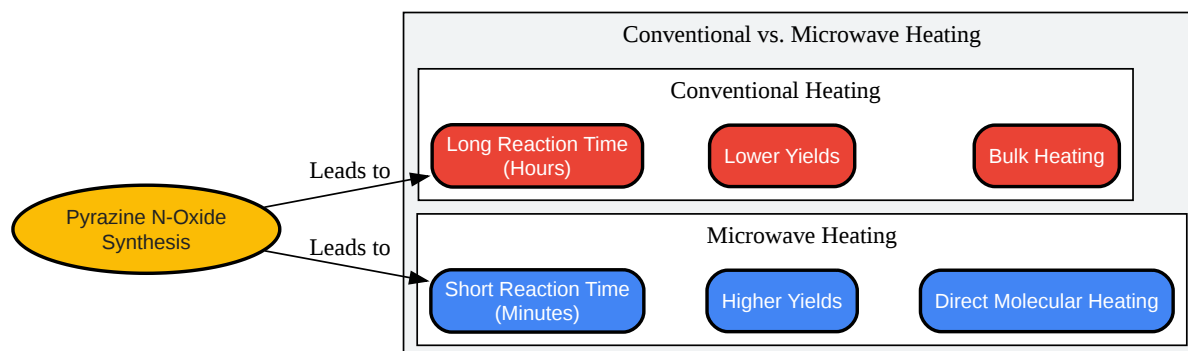 Conventional vs. Microwave Heating
Conventional Heating
Long Reaction Time
(Hours)
Lower Yields
Bulk Heating
Leads to
Pyrazine N-Oxide
Synthesis
Leads to
Microwave Heating
Short Reaction Time
(Minutes)
Higher Yields
Direct Molecular Heating